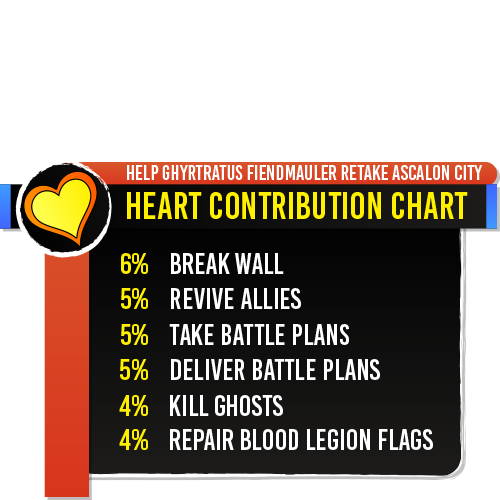 HELP GHYRTRATUS FIENDMAULER RETAKE ASCALON CITY
HEART CONTRIBUTION CHART
6% BREAK WALL
5% REVIVE ALLIES
5% TAKE BATTLE PLANS
5% DELIVER BATTLE PLANS
4% KILL GHOSTS
4% REPAIR BLOOD LEGION FLAGS